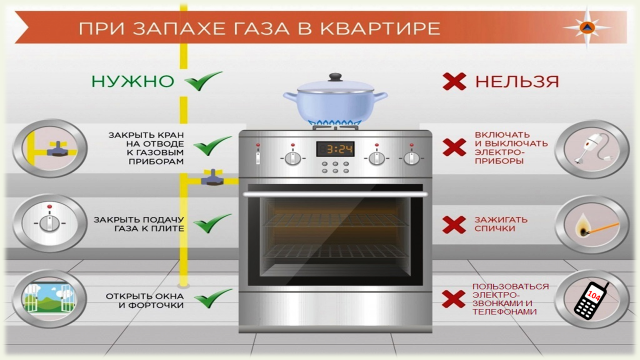 ПРИ ЗАПАХЕ ГАЗА В КВАРТИРЕ
НУЖНО
НЕЛЬЗЯ
ЗАКРЫТЬ КРАН
НА ОТВОДЕ
К ГАЗОВЫМ
ПРИБОРАМ
ВКЛЮЧАТЬ
И ВЫКЛЮЧАТЬ
ЭЛЕКТРО-
ПРИБОРЫ
3:24
ЗАКРЫТЬ ПОДАЧУ
ГАЗА К ПЛИТЕ
ЗАЖИГАТЬ
СПИЧКИ
ОТКРЫТЬ ОКНА
И ФОРТОЧКИ
ПОЛЬЗОВАТЬСЯ
ЭЛЕКТРО-
ЗВОНКАМИ И
ТЕЛЕФОНАМИ
104